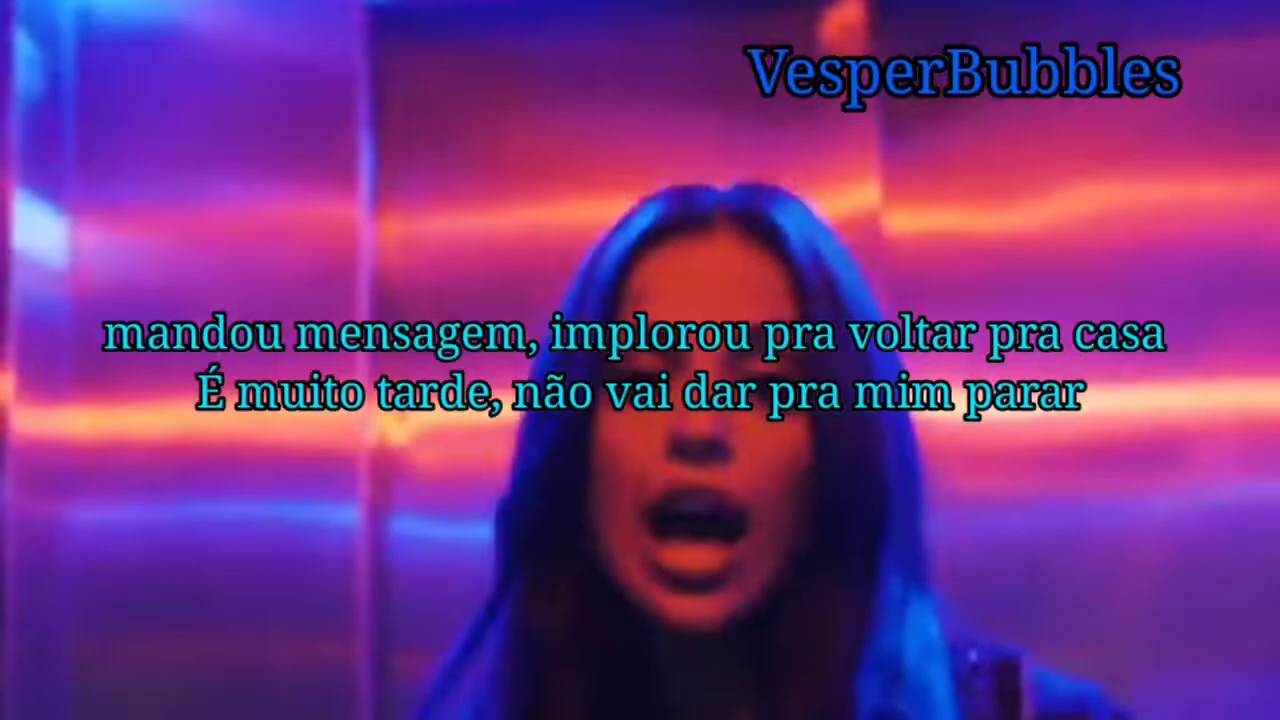 VesperBubbles
mandou mensagem, implorou pra voltar pra casa
É muito tarde, não vai dar pra mim parar